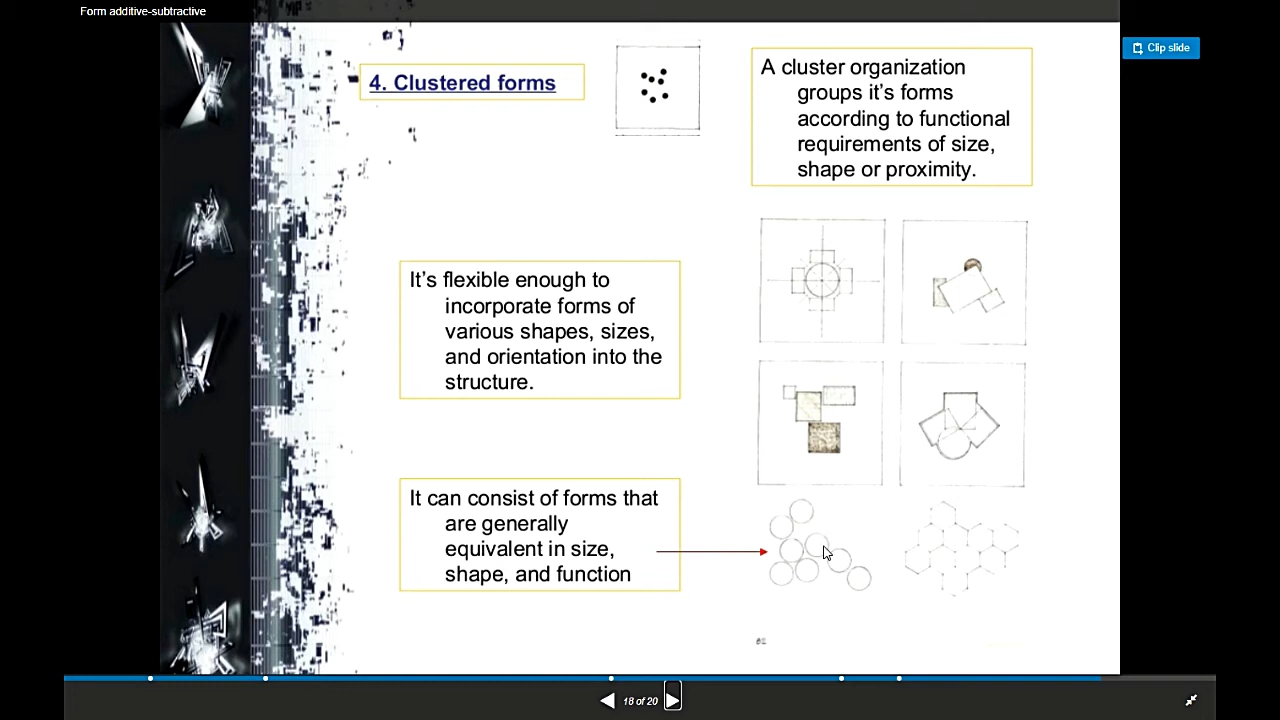 Form additive-subtractive
Clip slide
4. Clustered forms
A cluster organization
groups it's forms
according to functional
requirements of size,
shape or proximity.
It's flexible enough to
incorporate forms of
various shapes, sizes,
and orientation into the
structure.
It can consist of forms that
are generally
equivalent in size,
shape, and function
18 of 20